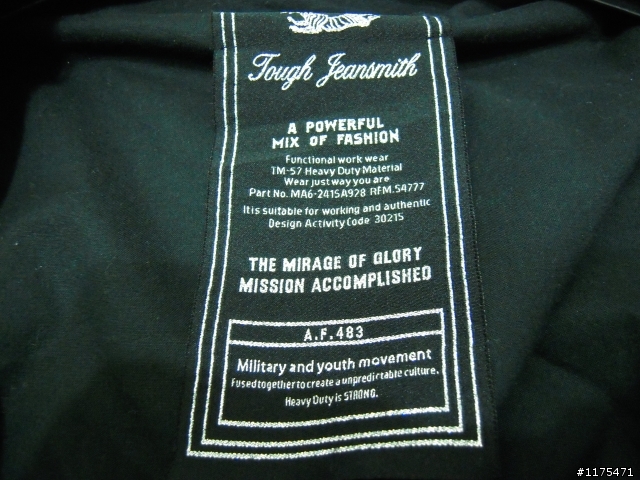 Tough Jeansmith
A POWERFUL
MIX OF FASHION
Functional work wear
TM-57 Heavy Duty Material
Wear just way you are
Part No. MA6-2415A928 RFM.54777
It is suitable for working and authentic
Design Activity Code 30215
THE MIRAGE OF GLORY
MISSION ACCOMPLISHED
A.F.483
Military and youth movement
Fused together to create a unpredictable culture.
Heavy Duty is STRONG.
#1175471